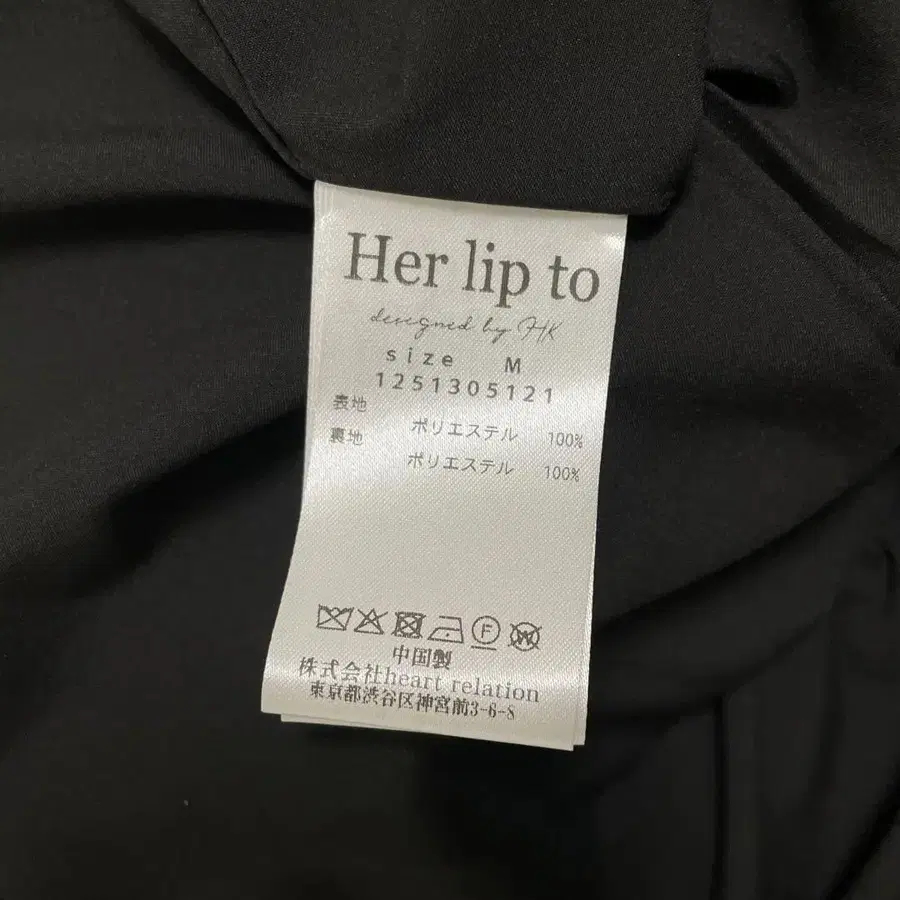 Her lip to
designed by HK
size M
1251305121
表地
ポリエステル 100%
裏地
ポリエステル 100%
F
W
中国製
株式会社heart relation
東京都渋谷区神宮前3-6-8